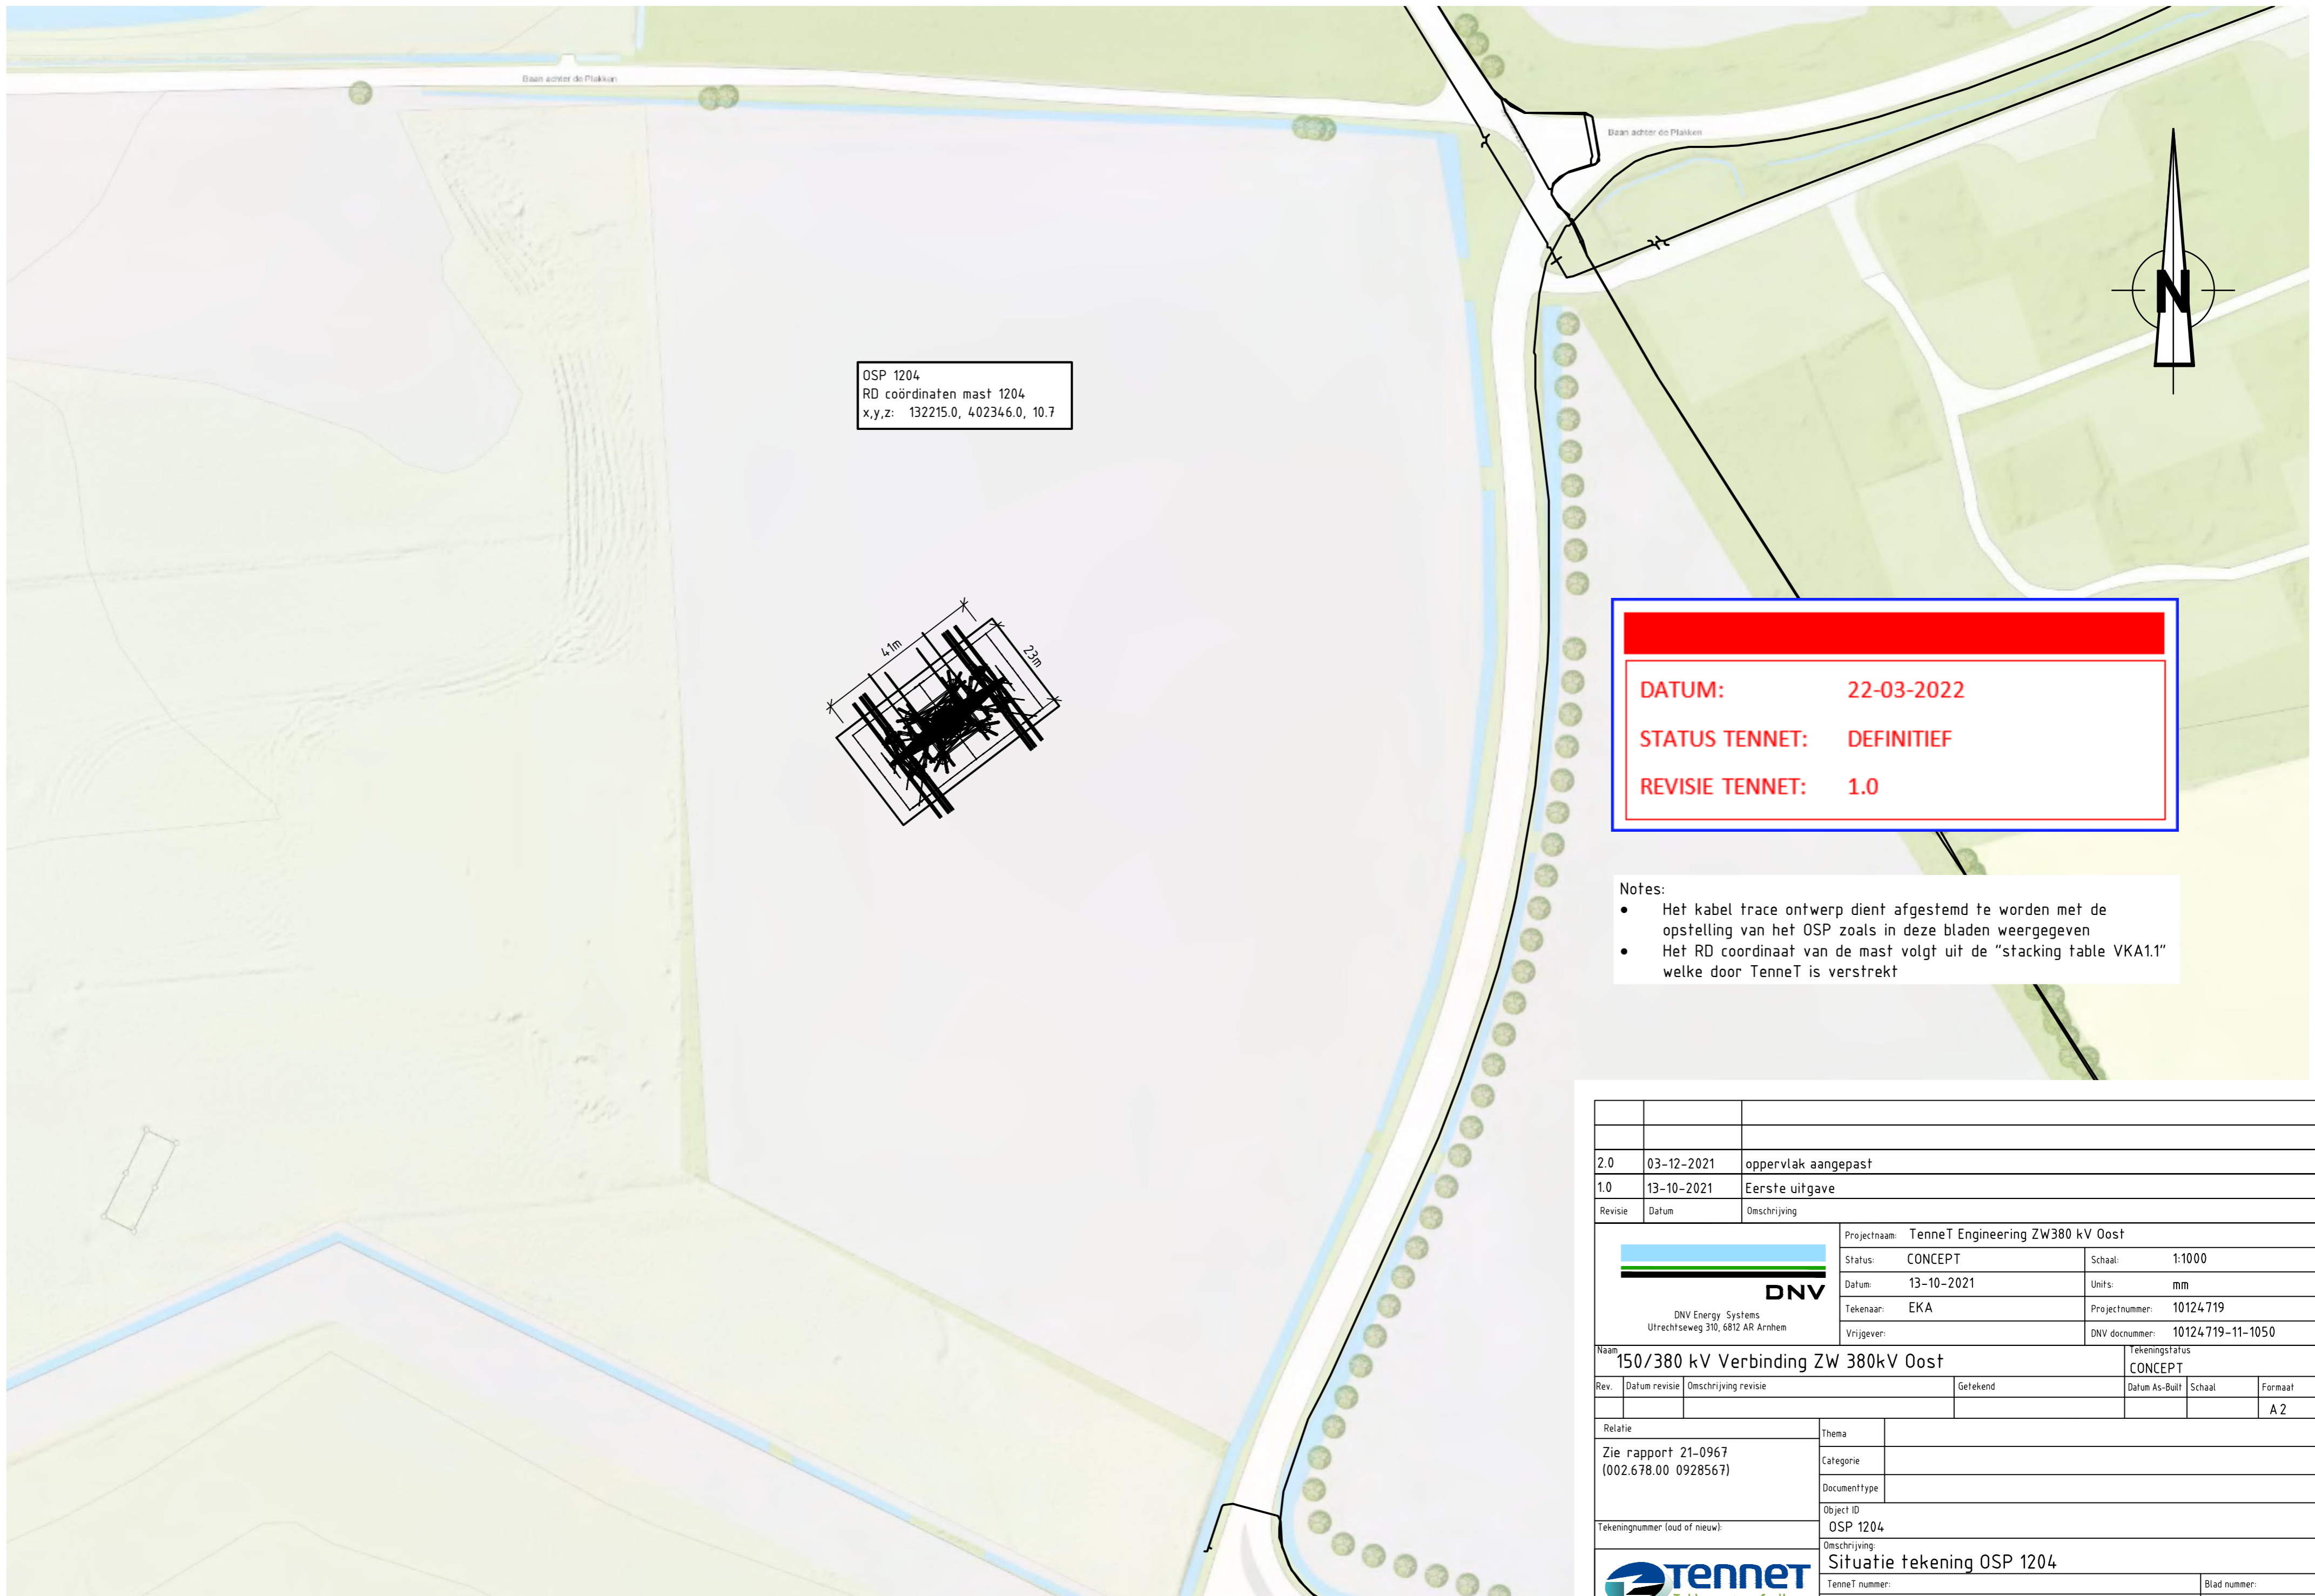 Baan achter de Plakken
Baan achter de Plakken
N
OSP 1204
RD coördinaten mast 1204
x,y,z: 132215.0, 402346.0, 10.7
41m
23m
DATUM: 22-03-2022
STATUS TENNET: DEFINITIEF
REVISIE TENNET: 1.0
Notes:
• Het kabel trace ontwerp dient afgestemd te worden met de
opstelling van het OSP zoals in deze bladen weergegeven
• Het RD coordinaat van de mast volgt uit de "stacking table VKA1.1"
welke door TenneT is verstrekt
2.0 03-12-2021 oppervlak aangepast
1.0 13-10-2021 Eerste uitgave
Revisie Datum Omschrijving
DNV
DNV Energy Systems
Utrechtseweg 310, 6812 AR Arnhem
Projectnaam: TenneT Engineering ZW380 kV Oost
Status: CONCEPT Schaal: 1:1000
Datum: 13-10-2021 Units: mm
Tekenaar: EKA Projectnummer: 10124719
Vrijgever: DNV docnummer: 10124719-11-1050
Naam 150/380 kV Verbinding ZW 380kV Oost
Tekeningstatus
CONCEPT
Rev. Datum revisie Omschrijving revisie Getekend Datum As-Built Schaal Formaat
A2
Relatie
Zie rapport 21-0967
(002.678.00 0928567)
Thema
Categorie
Documenttype
Object ID
OSP 1204
Tekeningnummer (oud of nieuw):
Omschrijving:
Situatie tekening OSP 1204
TenneT
TenneT nummer: Blad nummer: